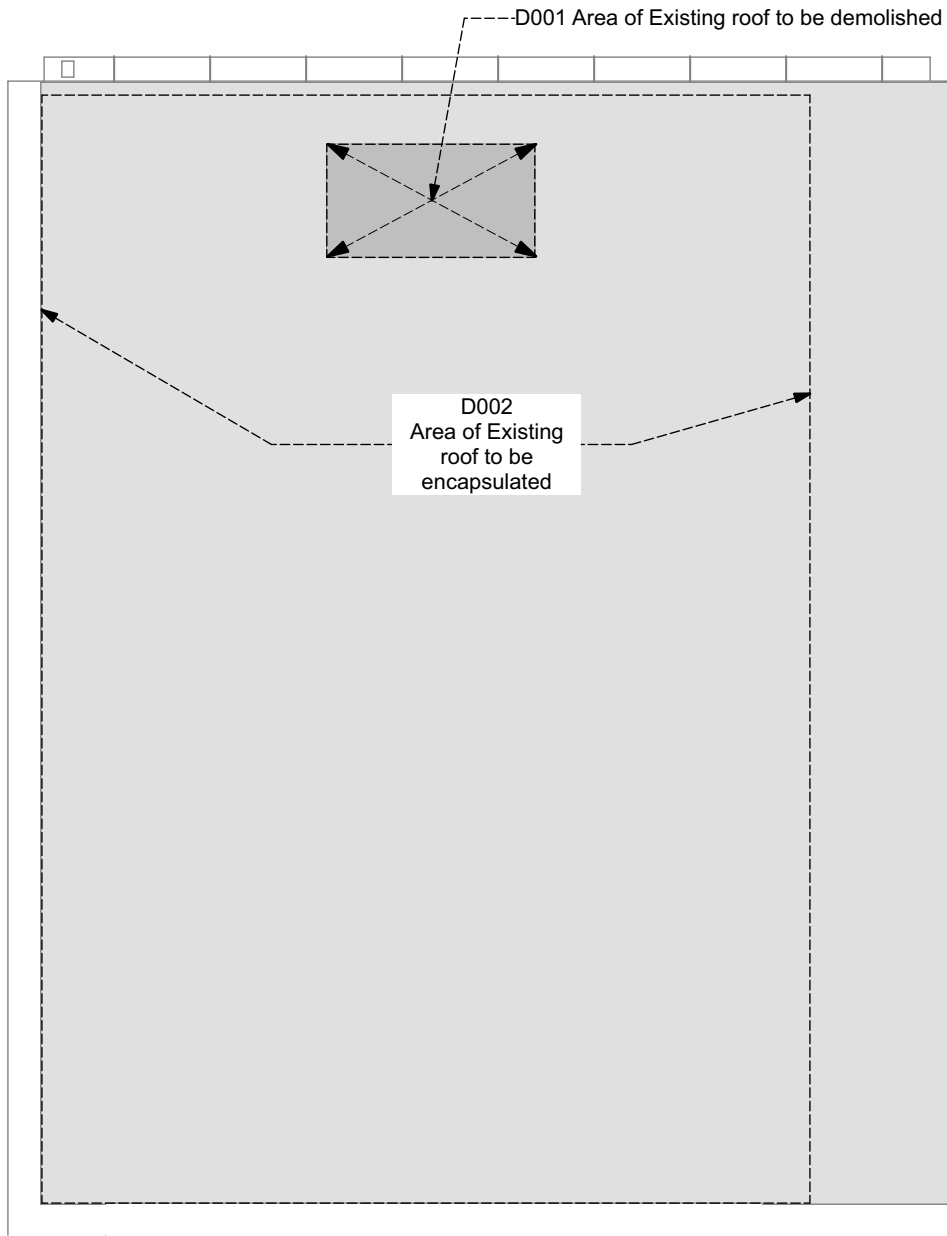 D001 Area of Existing roof to be demolished
D002
Area of Existing
roof to be
encapsulated